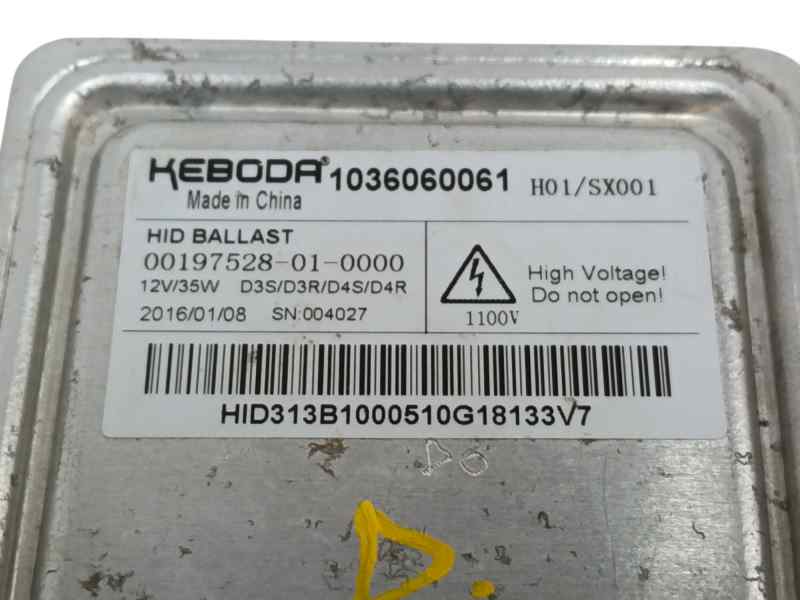 KEBODA® 1036060061 H01/SX001
Made in China
HID BALLAST
00197528-01-0000
12V/35W D3S/D3R/D4S/D4R
2016/01/08 SN:004027
High Voltage!
Do not open!
1100V
HID313B1000510G18133V7
D.